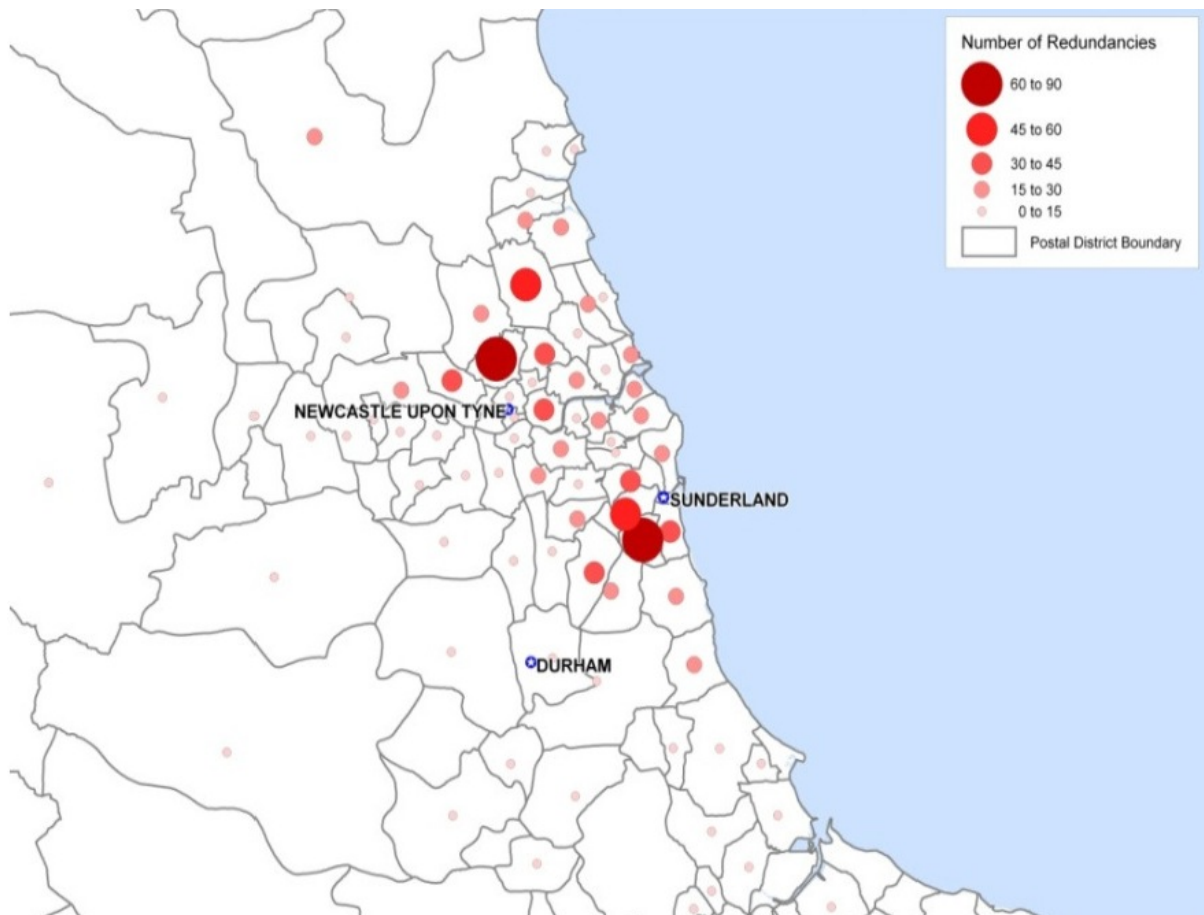 Number of Redundancies
60 to 90
45 to 60
30 to 45
15 to 30
0 to 15
Postal District Boundary
NEWCASTLE UPON TYNE
SUNDERLAND
DURHAM